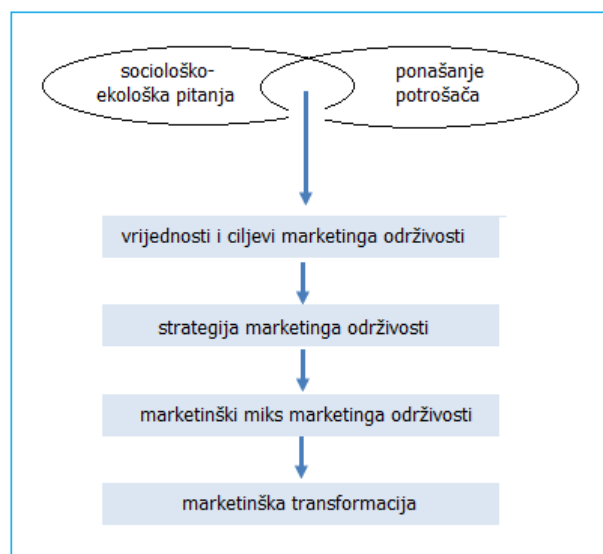 sociološko-
ekološka pitanja
ponašanje
potrošača
vrijednosti i ciljevi marketinga održivosti
strategija marketinga održivosti
marketinški miks marketinga održivosti
marketinška transformacija